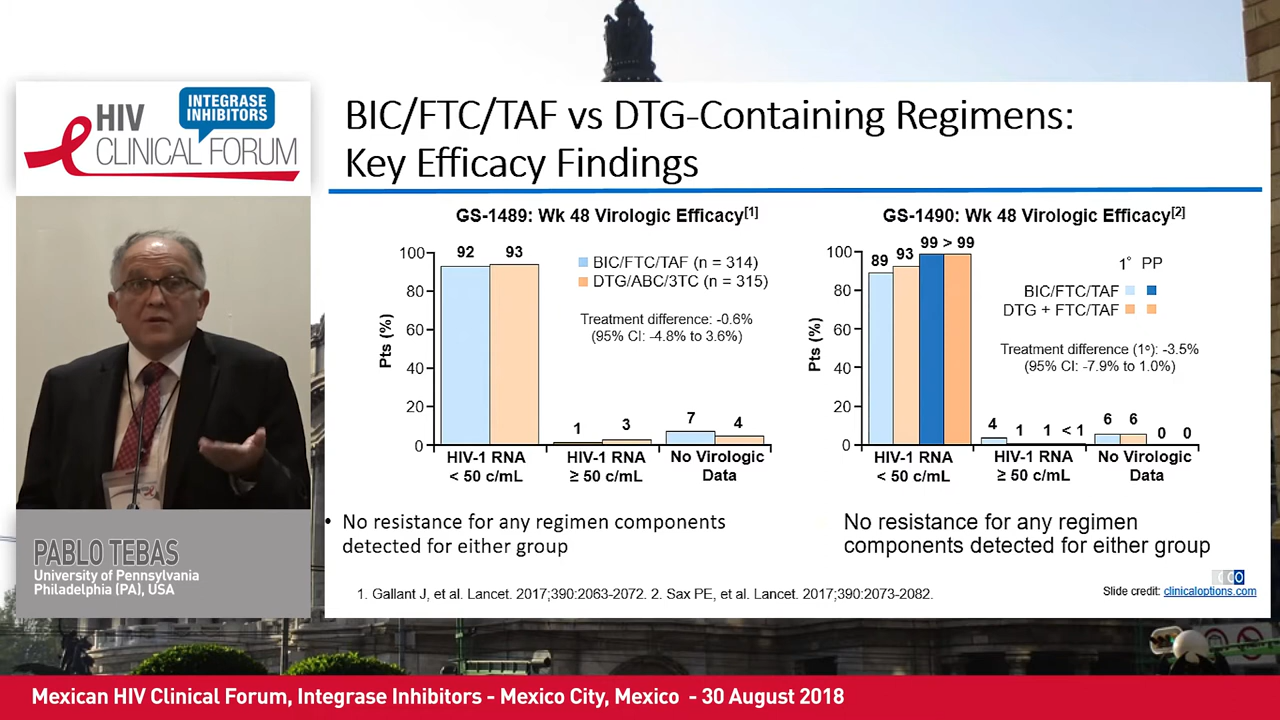 HIV
INTEGRASE
INHIBITORS
CLINICAL FORUM
BIC/FTC/TAF vs DTG-Containing Regimens:
Key Efficacy Findings
GS-1489: Wk 48 Virologic Efficacy[1]
Pts (%)
100
80
60
40
20
0
92
93
1
3
7
4
BIC/FTC/TAF (n = 314)
DTG/ABC/3TC (n = 315)
Treatment difference: -0.6%
(95% CI: -4.8% to 3.6%)
HIV-1 RNA
< 50 c/mL
HIV-1 RNA
≥ 50 c/mL
No Virologic
Data
GS-1490: Wk 48 Virologic Efficacy[2]
Pts (%)
100
80
60
40
20
0
89
93
99
> 99
4
1
1
< 1
6
6
0
0
1° PP
BIC/FTC/TAF
DTG + FTC/TAF
Treatment difference (1º): -3.5%
(95% CI: -7.9% to 1.0%)
HIV-1 RNA
< 50 c/mL
HIV-1 RNA
≥ 50 c/mL
No Virologic
Data
• No resistance for any regimen components
detected for either group
No resistance for any regimen
components detected for either group
1. Gallant J, et al. Lancet. 2017;390:2063-2072. 2. Sax PE, et al. Lancet. 2017;390:2073-2082.
CCO
Slide credit: clinicaloptions.com
PABLO TEBAS
University of Pennsylvania
Philadelphia (PA), USA
Mexican HIV Clinical Forum, Integrase Inhibitors - Mexico City, Mexico - 30 August 2018